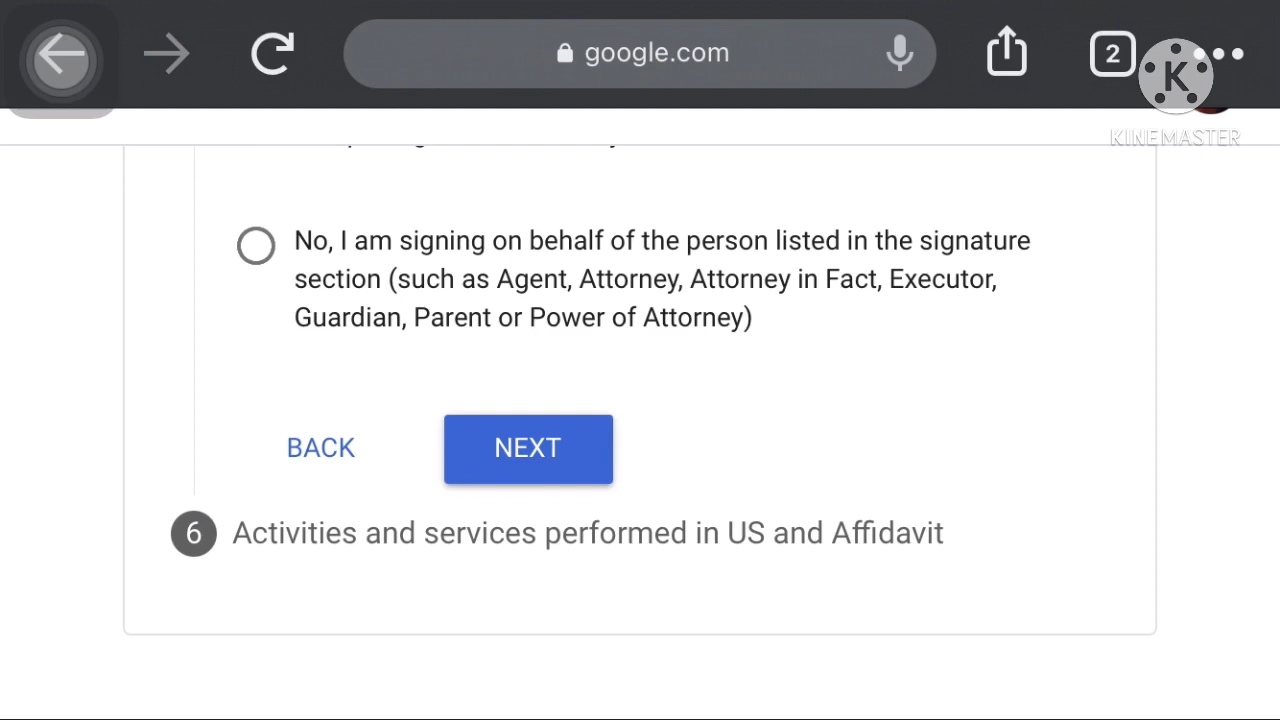 google.com
2
K
KINEMASTER
No, I am signing on behalf of the person listed in the signature
section (such as Agent, Attorney, Attorney in Fact, Executor,
Guardian, Parent or Power of Attorney)
BACK
NEXT
6 Activities and services performed in US and Affidavit